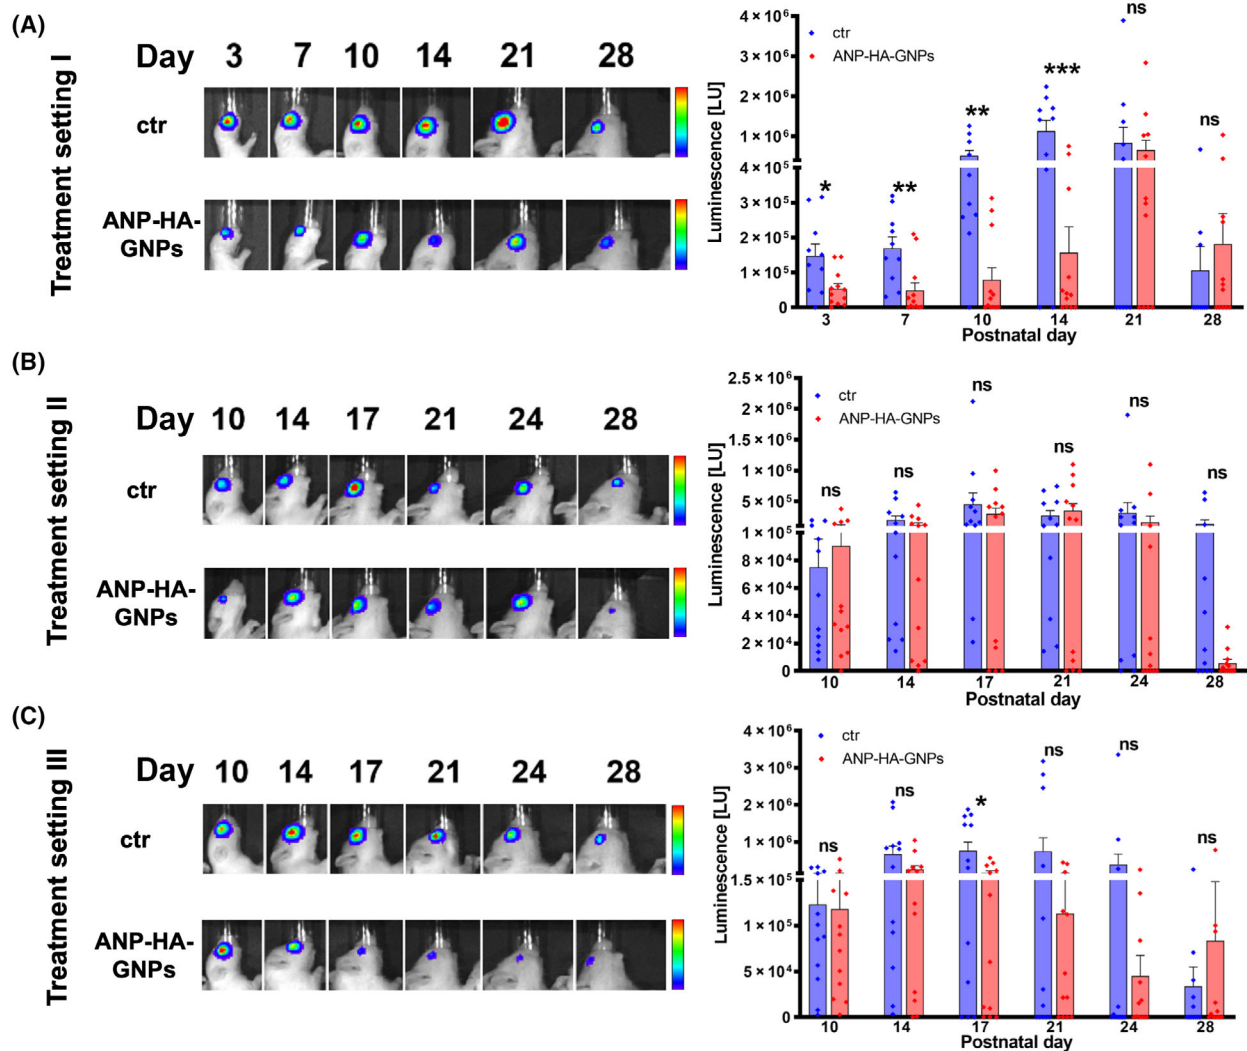 (A)
Treatment setting I
Day 3 7 10 14 21 28
ctr
ANP-HA-
GNPs
Luminescence [LU]
4 × 10⁶
3 × 10⁶
2 × 10⁶
1 × 10⁶
4 × 10⁵
3 × 10⁵
2 × 10⁵
1 × 10⁵
0
ctr
ANP-HA-GNPs
* ** ** *** ns ns
3 7 10 14 21 28
Postnatal day
(B)
Treatment setting II
Day 10 14 17 21 24 28
ctr
ANP-HA-
GNPs
Luminescence [LU]
2.5 × 10⁶
2 × 10⁶
1.5 × 10⁶
1 × 10⁶
5 × 10⁵
1 × 10⁵
8 × 10⁴
6 × 10⁴
4 × 10⁴
2 × 10⁴
0
ctr
ANP-HA-GNPs
ns ns ns ns ns ns
10 14 17 21 24 28
Postnatal day
(C)
Treatment setting III
Day 10 14 17 21 24 28
ctr
ANP-HA-
GNPs
Luminescence [LU]
4 × 10⁶
3 × 10⁶
2 × 10⁶
1 × 10⁶
1.5 × 10⁵
1 × 10⁵
5 × 10⁴
0
ctr
ANP-HA-GNPs
ns ns * ns ns ns
10 14 17 21 24 28
Postnatal day